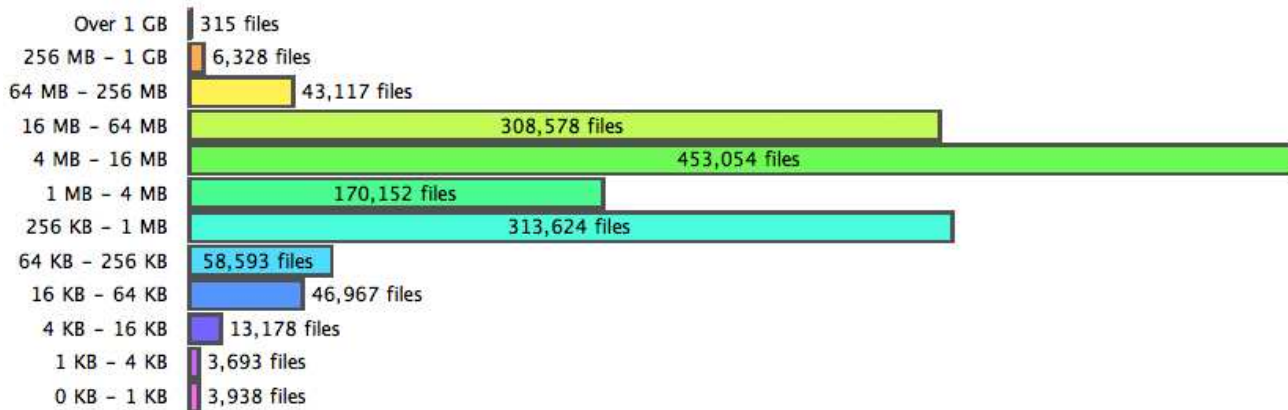 Over 1 GB 315 files
256 MB – 1 GB 6,328 files
64 MB – 256 MB 43,117 files
16 MB – 64 MB 308,578 files
4 MB – 16 MB 453,054 files
1 MB – 4 MB 170,152 files
256 KB – 1 MB 313,624 files
64 KB – 256 KB 58,593 files
16 KB – 64 KB 46,967 files
4 KB – 16 KB 13,178 files
1 KB – 4 KB 3,693 files
0 KB – 1 KB 3,938 files